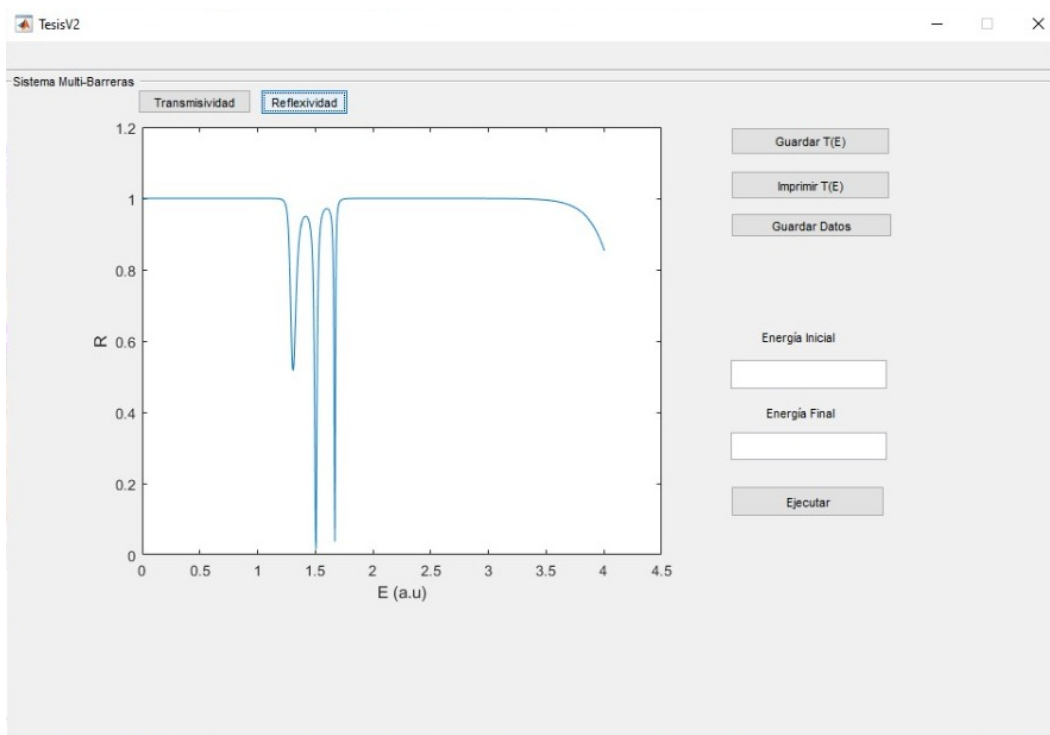 TesisV2
Sistema Multi-Barreras
Transmisividad
Reflexividad
1.2
1
0.8
0.6
0.4
0.2
0
R
0 0.5 1 1.5 2 2.5 3 3.5 4 4.5
E (a.u)
Guardar T(E)
Imprimir T(E)
Guardar Datos
Energía Inicial
Energía Final
Ejecutar